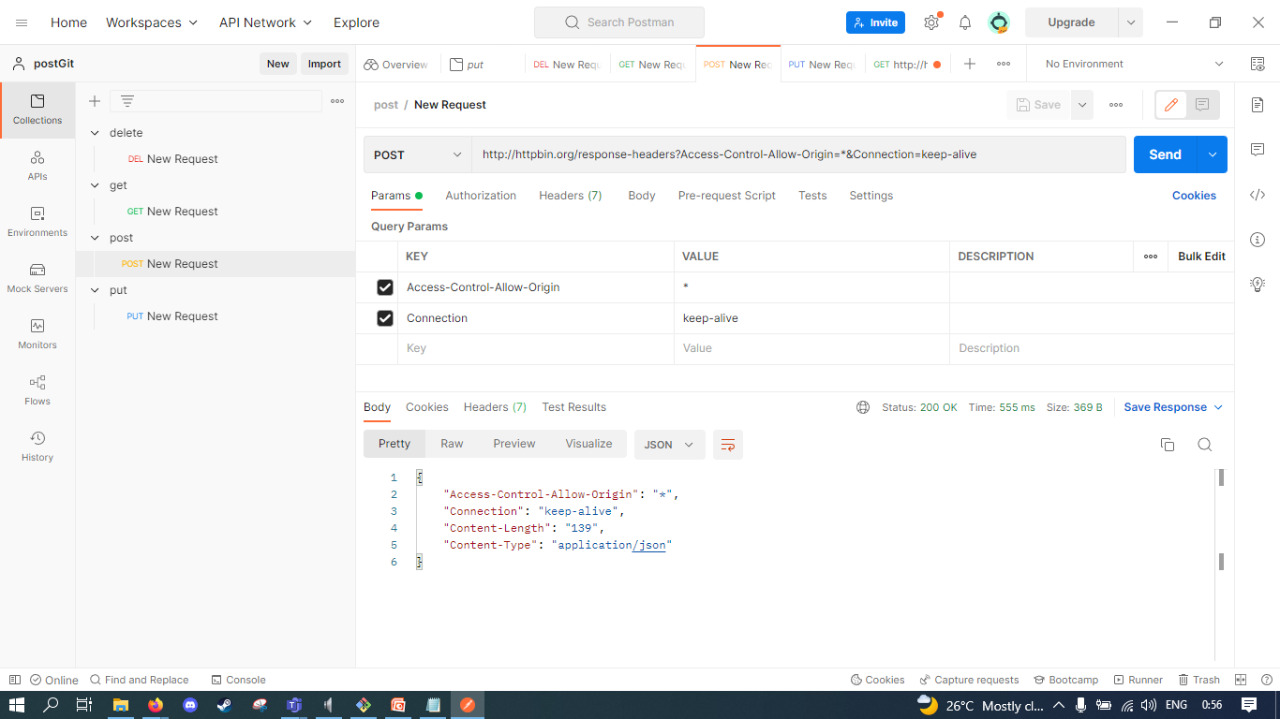 Home Workspaces API Network Explore Search Postman Invite Upgrade
postGit New Import Overview put DEL New Requ GET New Requ POST New Rec PUT New Requ GET http://h No Environment
Collections
APIs
Environments
Mock Servers
Monitors
Flows
History
delete
DEL New Request
get
GET New Request
post
POST New Request
put
PUT New Request
post / New Request Save
POST http://httpbin.org/response-headers?Access-Control-Allow-Origin=*&Connection=keep-alive Send
Params Authorization Headers (7) Body Pre-request Script Tests Settings Cookies
Query Params
KEY VALUE DESCRIPTION Bulk Edit
Access-Control-Allow-Origin *
Connection keep-alive
Key Value Description
Body Cookies Headers (7) Test Results Status: 200 OK Time: 555 ms Size: 369 B Save Response
Pretty Raw Preview Visualize JSON
1 {
2 "Access-Control-Allow-Origin": "*",
3 "Connection": "keep-alive",
4 "Content-Length": "139",
5 "Content-Type": "application/json"
6 }
Online Find and Replace Console Cookies Capture requests Bootcamp Runner Trash
26°C Mostly cl... ENG 0:56